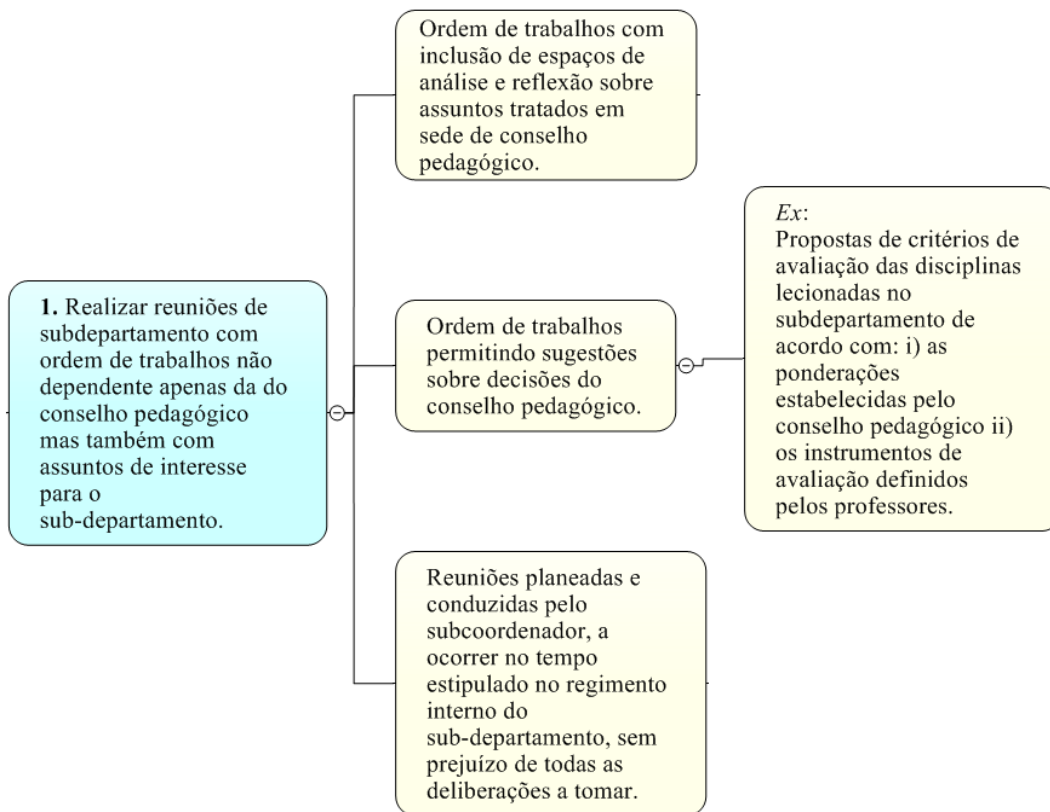 Ordem de trabalhos com
inclusão de espaços de
análise e reflexão sobre
assuntos tratados em
sede de conselho
pedagógico.
1. Realizar reuniões de
subdepartamento com
ordem de trabalhos não
dependente apenas da do
conselho pedagógico
mas também com
assuntos de interesse
para o
sub-departamento.
Ordem de trabalhos
permitindo sugestões
sobre decisões do
conselho pedagógico.
Ex:
Propostas de critérios de
avaliação das disciplinas
lecionadas no
subdepartamento de
acordo com: i) as
ponderações
estabelecidas pelo
conselho pedagógico ii)
os instrumentos de
avaliação definidos
pelos professores.
Reuniões planeadas e
conduzidas pelo
subcoordenador, a
ocorrer no tempo
estipulado no regimento
interno do
sub-departamento, sem
prejuízo de todas as
deliberações a tomar.